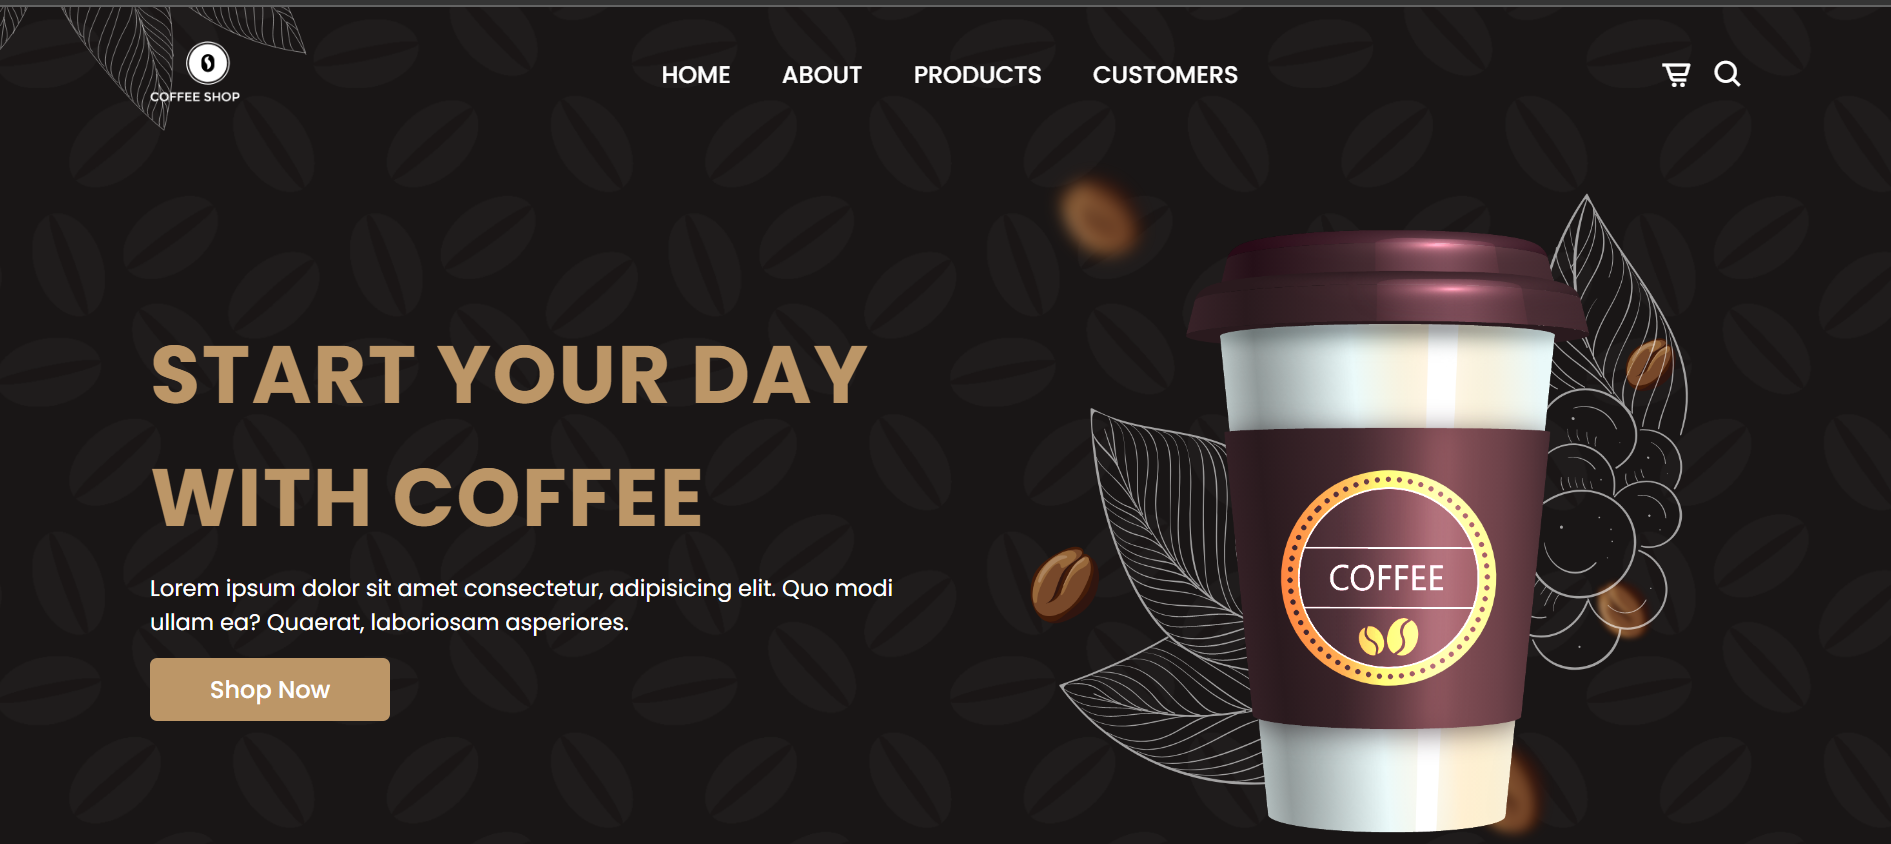 COFFEE SHOP
HOME ABOUT PRODUCTS CUSTOMERS
START YOUR DAY
WITH COFFEE
Lorem ipsum dolor sit amet consectetur, adipisicing elit. Quo modi
ullam ea? Quaerat, laboriosam asperiores.
Shop Now
COFFEE